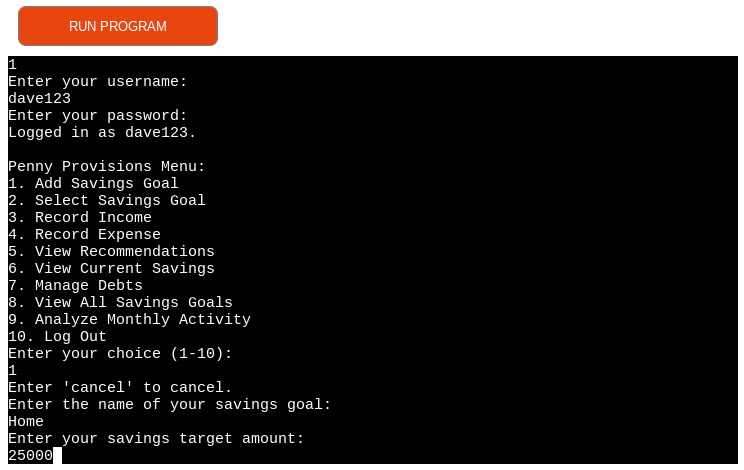 RUN PROGRAM
1
Enter your username:
dave123
Enter your password:
Logged in as dave123.
Penny Provisions Menu:
1. Add Savings Goal
2. Select Savings Goal
3. Record Income
4. Record Expense
5. View Recommendations
6. View Current Savings
7. Manage Debts
8. View All Savings Goals
9. Analyze Monthly Activity
10. Log Out
Enter your choice (1-10):
1
Enter 'cancel' to cancel.
Enter the name of your savings goal:
Home
Enter your savings target amount:
25000